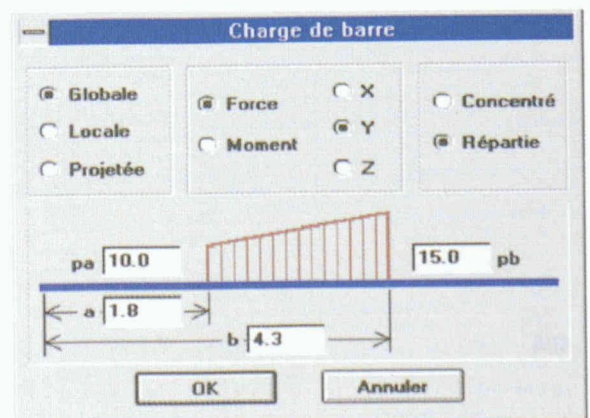 Charge de barre
Globale
Locale
Projetée
Force
Moment
X
Y
Z
Concentré
Répartie
pa 10.0
15.0 pb
a 1.8
b 4.3
OK Annuler